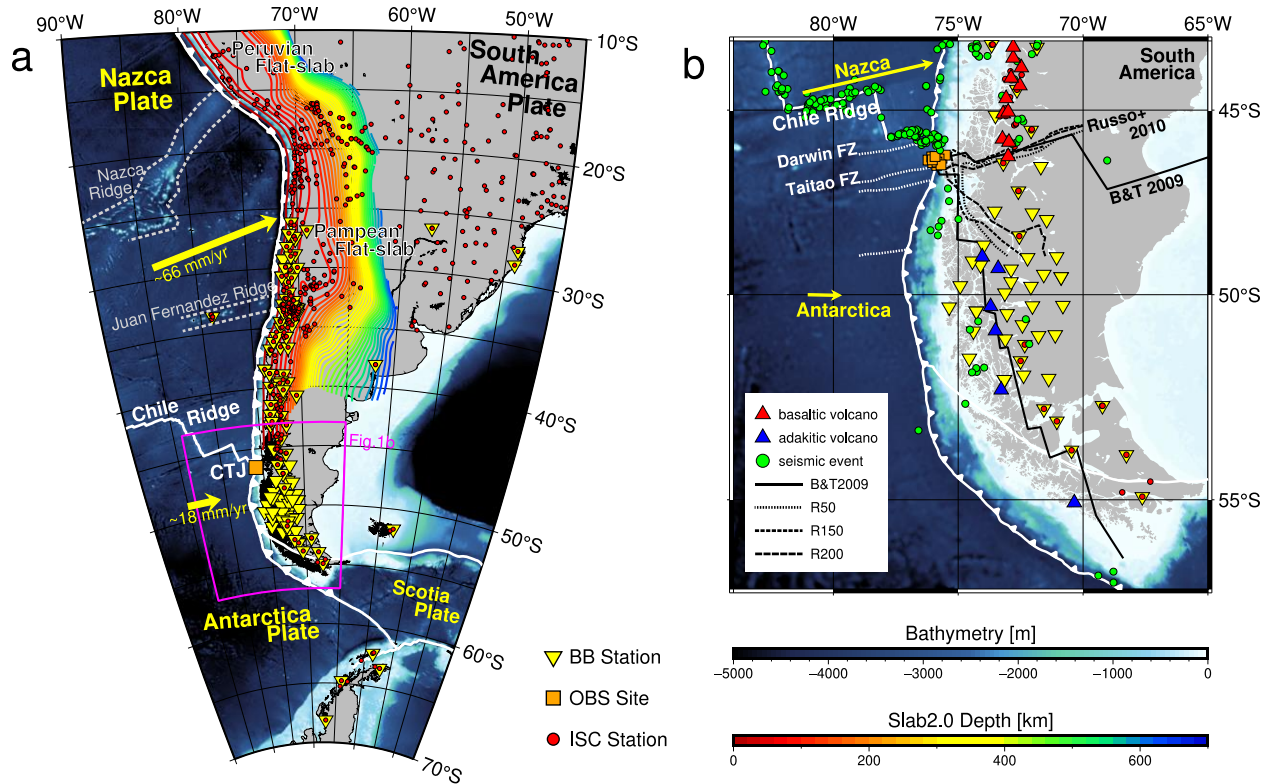 90°W
80°W
70°W
60°W
50°W
10°S
20°S
30°S
40°S
50°S
60°S
70°S
a
Peruvian
Flat-slab
South
America
Plate
Nazca
Plate
Nazca
Ridge
Pampean
Flat-slab
~66 mm/yr
Juan Fernandez Ridge
Chile
Ridge
Fig.1b
CTJ
~18 mm/yr
Antarctica
Plate
Scotia
Plate
BB Station
OBS Site
ISC Station
75°W
70°W
65°W
45°S
50°S
55°S
b
Nazca
South
America
Chile Ridge
Russo+
2010
Darwin FZ
Taitao FZ
B&T 2009
Antarctica
basaltic volcano
adakitic volcano
seismic event
B&T2009
R50
R150
R200
Bathymetry [m]
−5000 −4000 −3000 −2000 −1000 0
Slab2.0 Depth [km]
0 200 400 600